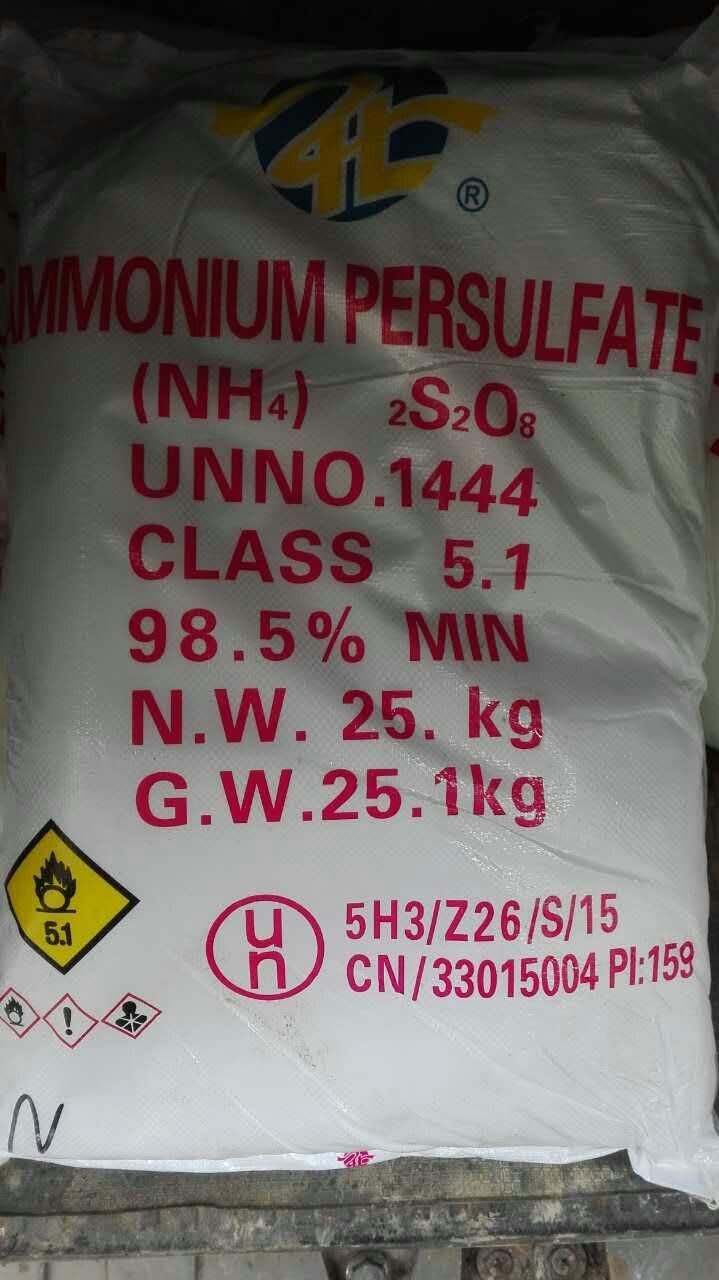 ®
AMMONIUM PERSULFATE
(NH4) 2S2O8
UNNO.1444
CLASS 5.1
98.5% MIN
N.W. 25. kg
G.W.25.1kg
5.1
un
5H3/Z26/S/15
CN/33015004 PI:159
!
N